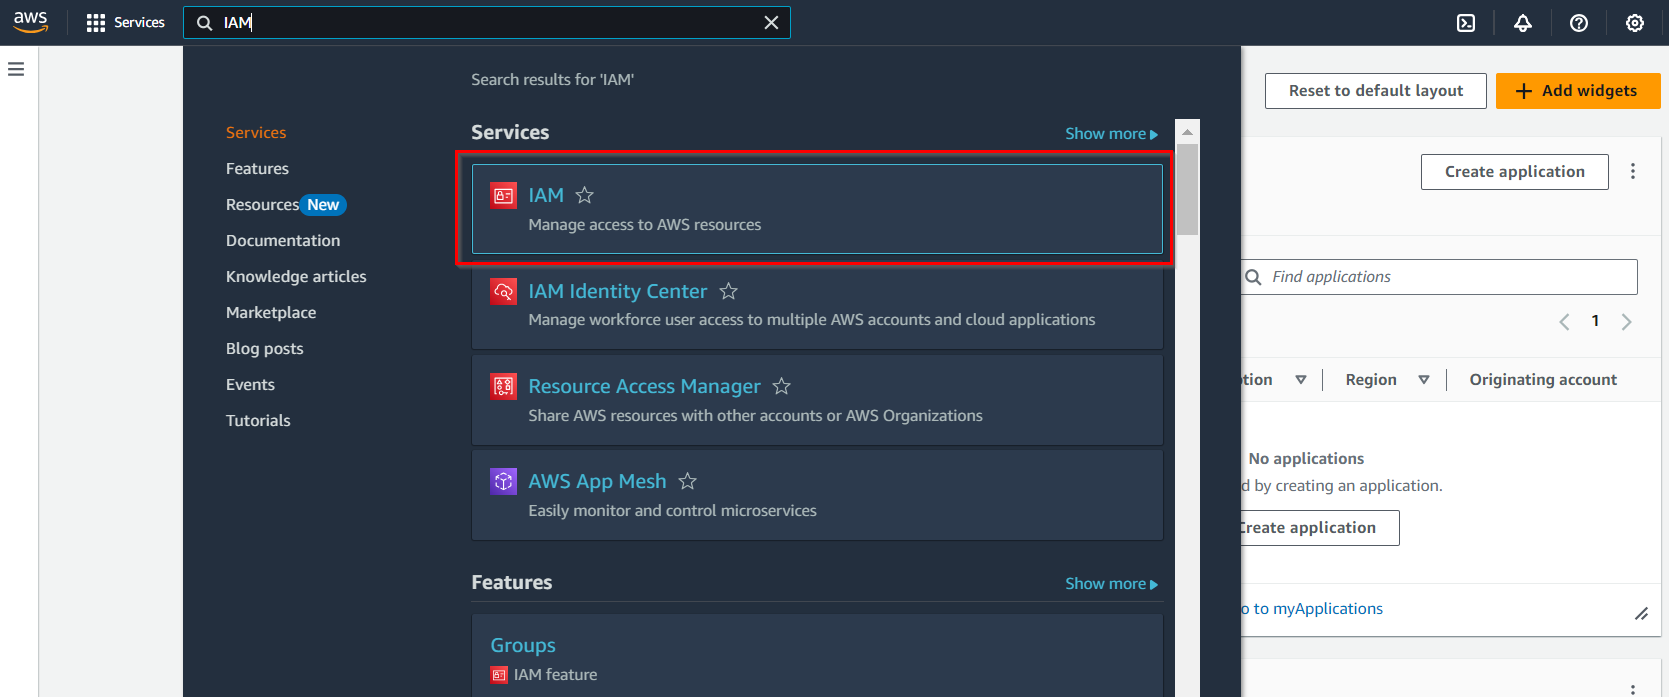 aws
Services
IAM
Search results for 'IAM'
Services
Features
Resources New
Documentation
Knowledge articles
Marketplace
Blog posts
Events
Tutorials
Services
Show more
IAM
Manage access to AWS resources
IAM Identity Center
Manage workforce user access to multiple AWS accounts and cloud applications
Resource Access Manager
Share AWS resources with other accounts or AWS Organizations
AWS App Mesh
Easily monitor and control microservices
Features
Show more
Groups
IAM feature
Reset to default layout
Add widgets
Create application
Find applications
1
Region
Originating account
No applications
by creating an application.
Create application
to myApplications